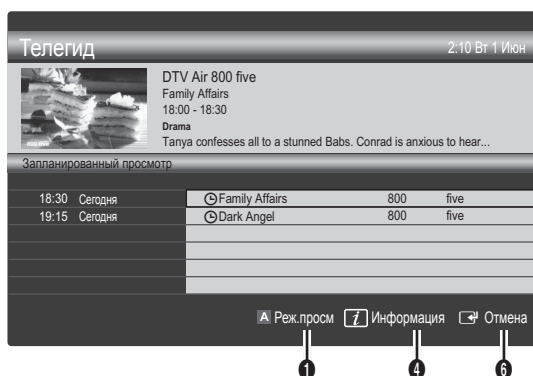 Телегид 2:10 Вт 1 Июн
DTV Air 800 five
Family Affairs
18:00 - 18:30
Drama
Tanya confesses all to a stunned Babs. Conrad is anxious to hear...
Запланированный просмотр
18:30 Сегодня Family Affairs 800 five
19:15 Сегодня Dark Angel 800 five
A Реж.просм i Информация Отмена
1 4 6